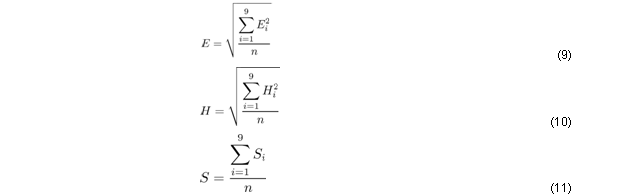 $E = \sqrt{\frac{\sum_{i=1}^{9} E_i^2}{n}}$ (9)
$H = \sqrt{\frac{\sum_{i=1}^{9} H_i^2}{n}}$ (10)
$S = \frac{\sum_{i=1}^{9} S_i}{n}$ (11)